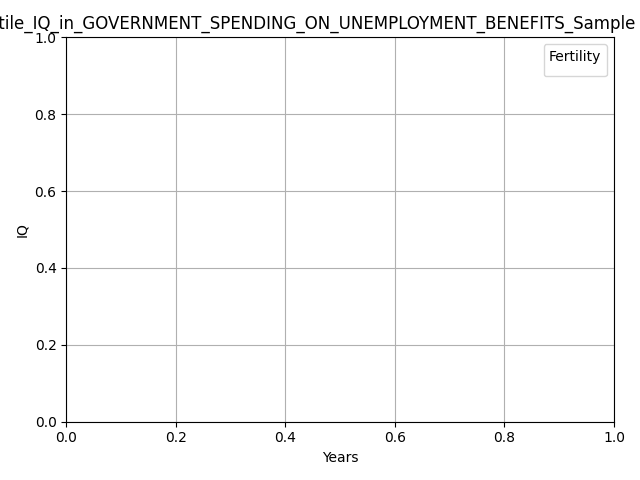 tile_IQ_in_GOVERNMENT_SPENDING_ON_UNEMPLOYMENT_BENEFITS_Sample
Fertility
1.0
0.8
0.6
0.4
0.2
0.0
IQ
0.0 0.2 0.4 0.6 0.8 1.0
Years